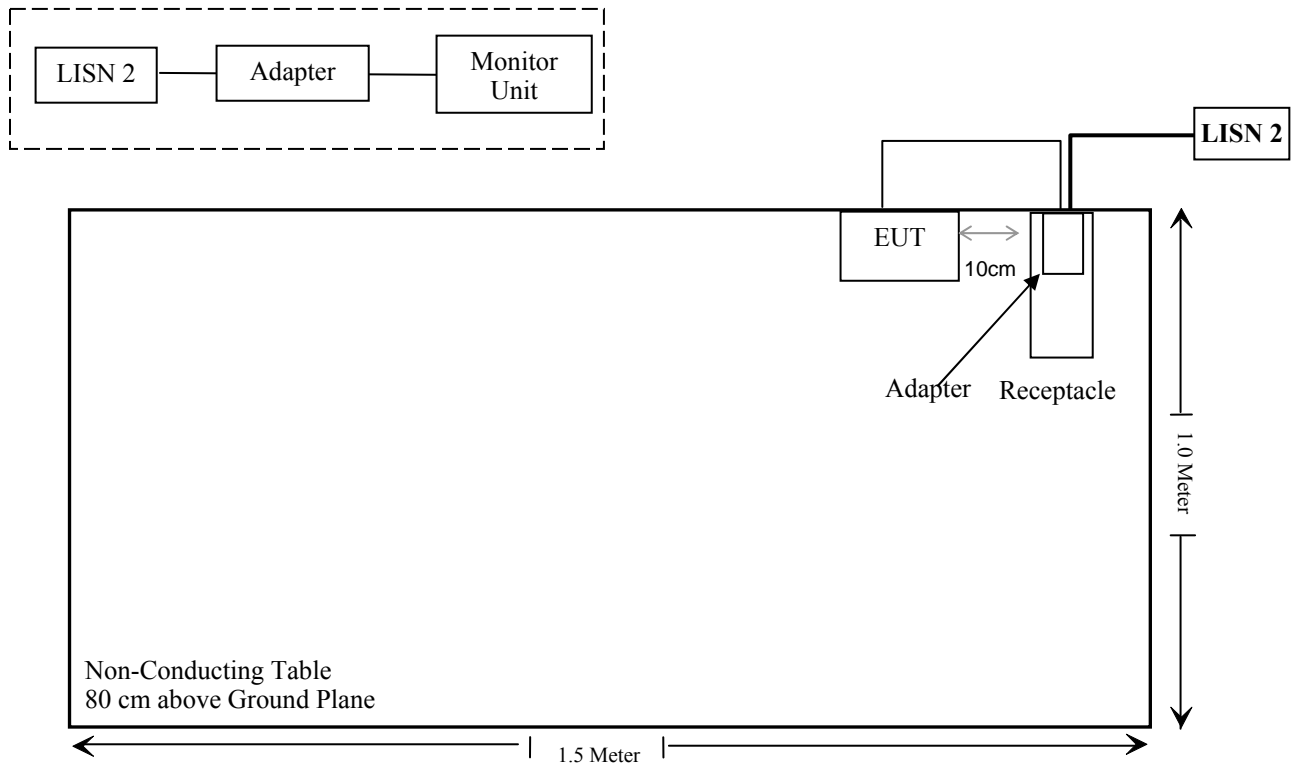 LISN 2
Adapter
Monitor
Unit
LISN 2
EUT
10cm
Adapter
Receptacle
1.0 Meter
Non-Conducting Table
80 cm above Ground Plane
1.5 Meter